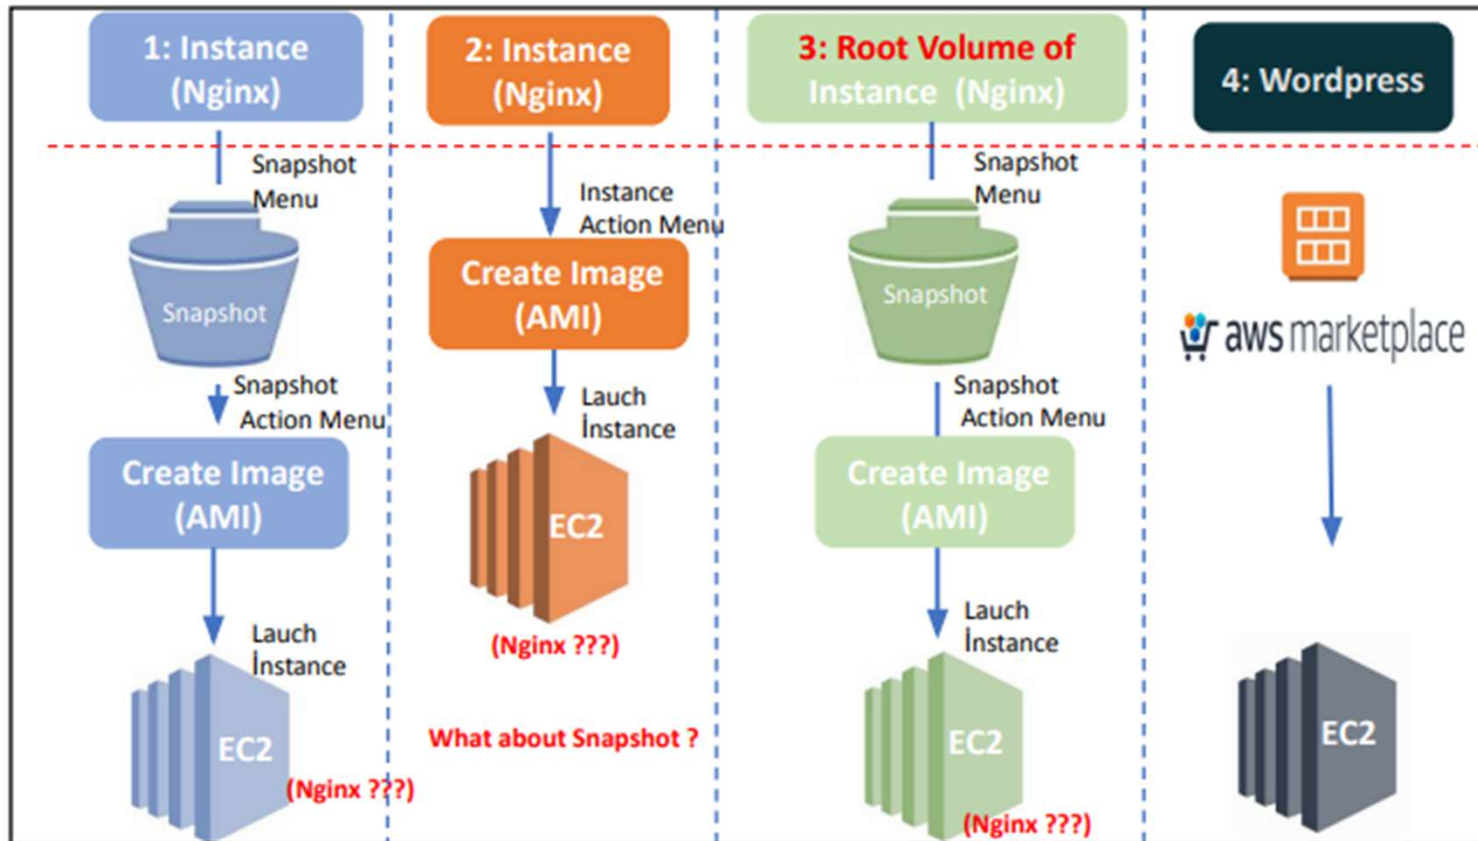 1: Instance
(Nginx)
Snapshot
Menu
Snapshot
Snapshot
Action Menu
Create Image
(AMI)
Lauch
İnstance
EC2
(Nginx ???)
2: Instance
(Nginx)
Instance
Action Menu
Create Image
(AMI)
Lauch
İnstance
EC2
(Nginx ???)
What about Snapshot ?
3: Root Volume of
Instance (Nginx)
Snapshot
Menu
Snapshot
Snapshot
Action Menu
Create Image
(AMI)
Lauch
İnstance
EC2
(Nginx ???)
4: Wordpress
aws marketplace
EC2